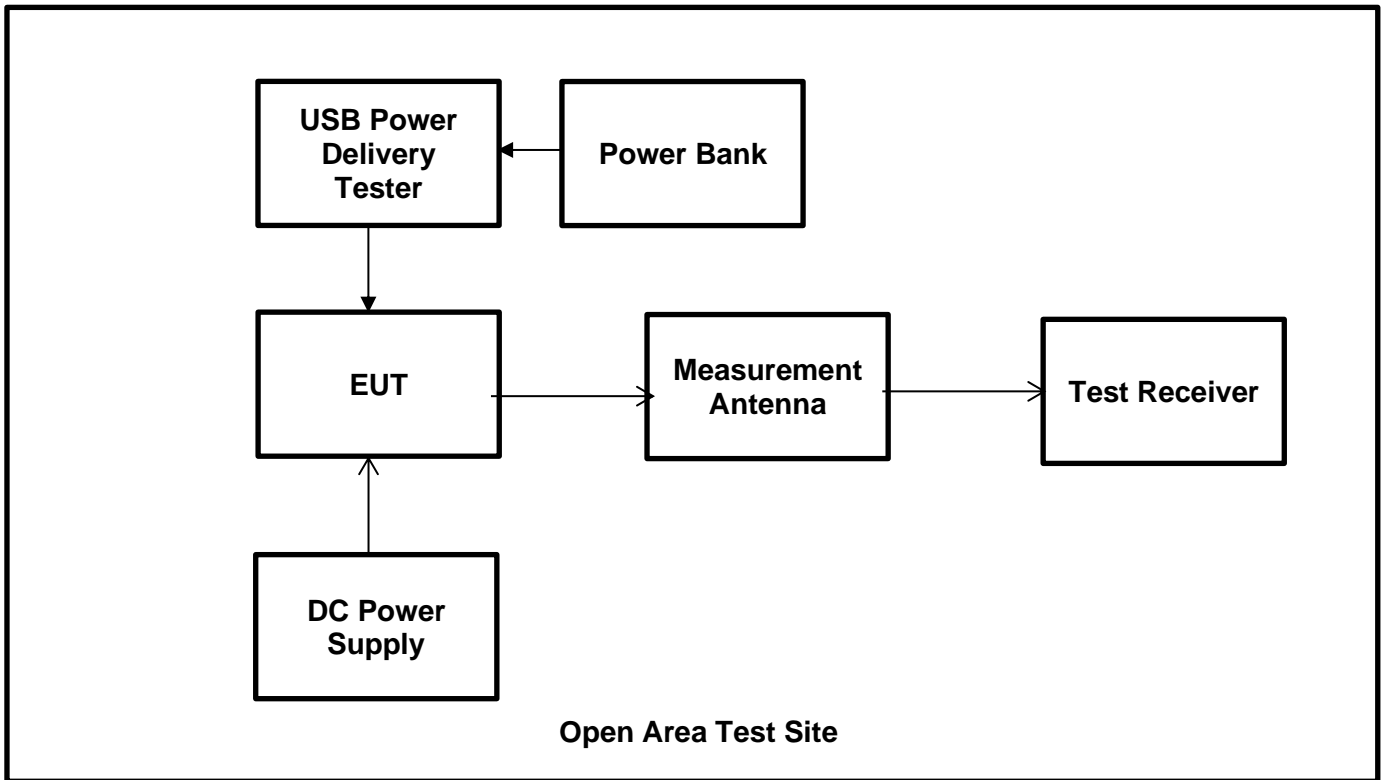 USB Power
Delivery
Tester
Power Bank
EUT
Measurement
Antenna
Test Receiver
DC Power
Supply
Open Area Test Site